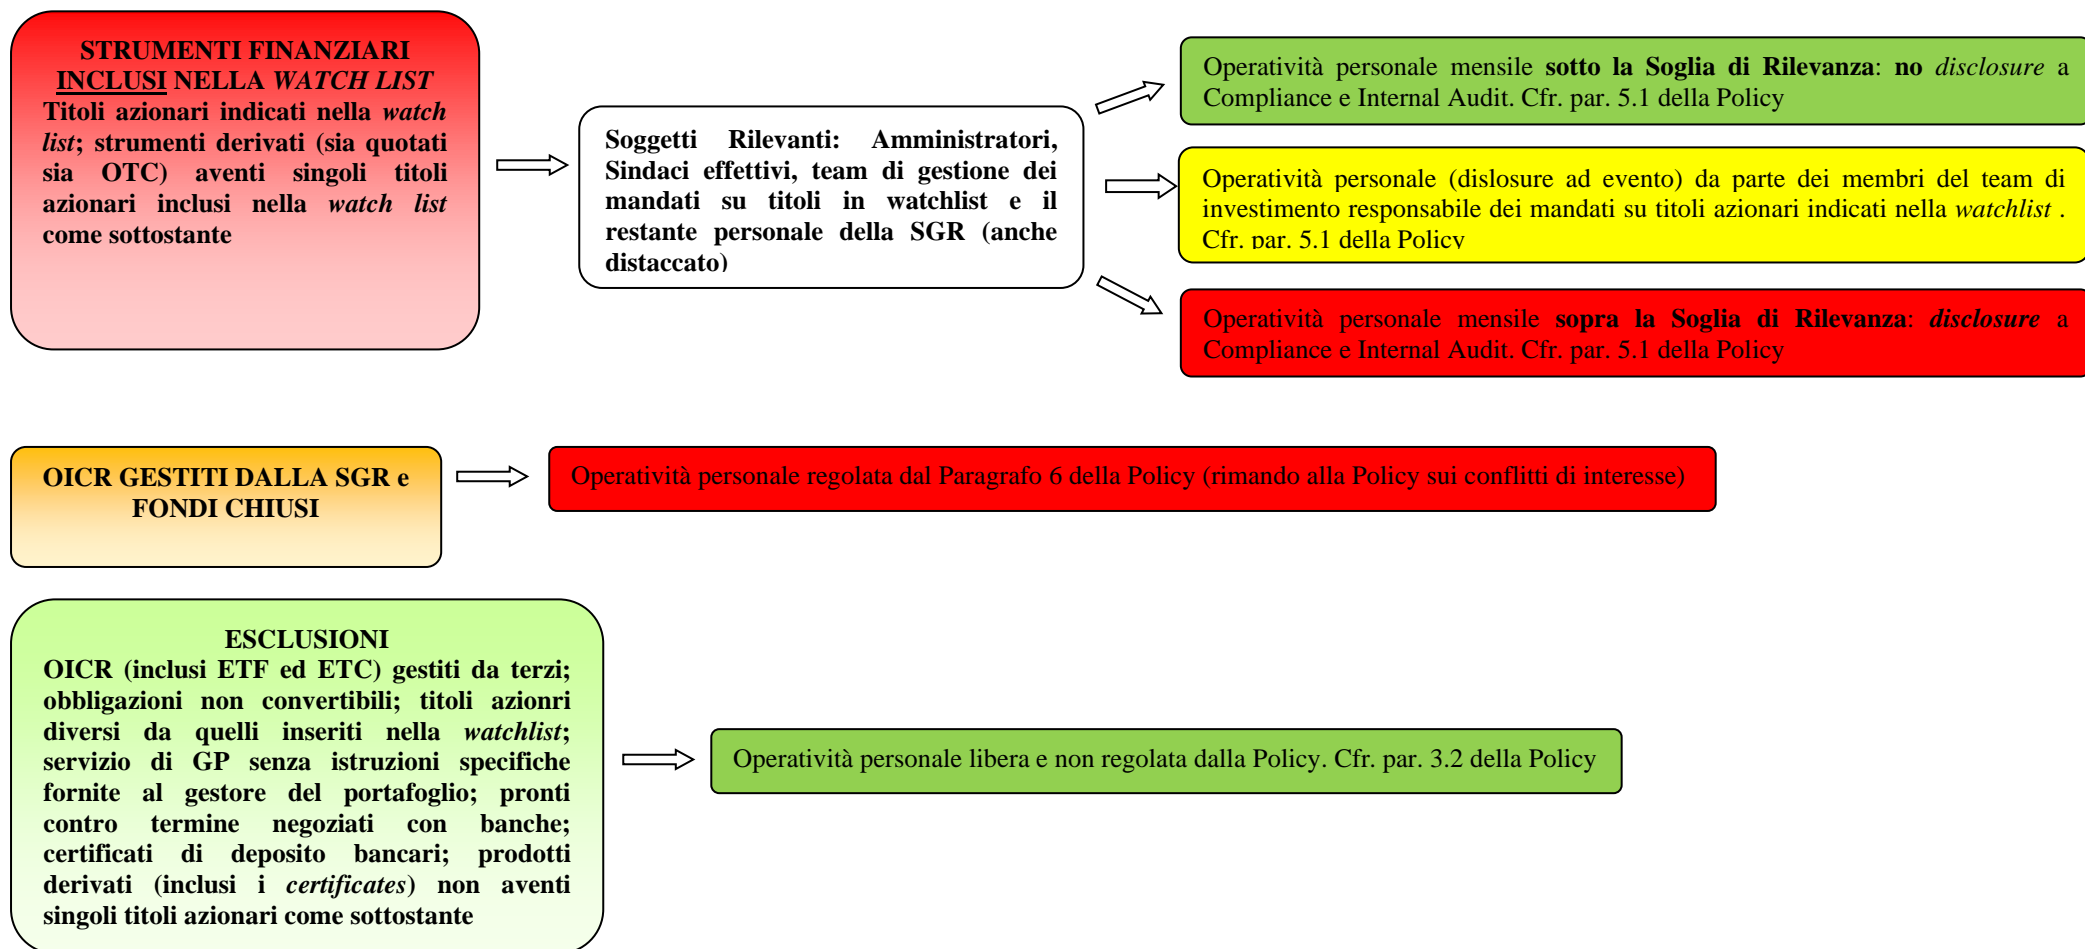 STRUMENTI FINANZIARI
INCLUSI NELLA WATCH LIST
Titoli azionari indicati nella watch
list; strumenti derivati (sia quotati
sia OTC) aventi singoli titoli
azionari inclusi nella watch list
come sottostante
Soggetti Rilevanti: Amministratori,
Sindaci effettivi, team di gestione dei
mandati su titoli in watchlist e il
restante personale della SGR (anche
distaccato)
Operatività personale mensile sotto la Soglia di Rilevanza: no disclosure a
Compliance e Internal Audit. Cfr. par. 5.1 della Policy
Operatività personale (dislosure ad evento) da parte dei membri del team di
investimento responsabile dei mandati su titoli azionari indicati nella watchlist .
Cfr. par. 5.1 della Policy
Operatività personale mensile sopra la Soglia di Rilevanza: disclosure a
Compliance e Internal Audit. Cfr. par. 5.1 della Policy
OICR GESTITI DALLA SGR e
FONDI CHIUSI
Operatività personale regolata dal Paragrafo 6 della Policy (rimando alla Policy sui conflitti di interesse)
ESCLUSIONI
OICR (inclusi ETF ed ETC) gestiti da terzi;
obbligazioni non convertibili; titoli azionri
diversi da quelli inseriti nella watchlist;
servizio di GP senza istruzioni specifiche
fornite al gestore del portafoglio; pronti
contro termine negoziati con banche;
certificati di deposito bancari; prodotti
derivati (inclusi i certificates) non aventi
singoli titoli azionari come sottostante
Operatività personale libera e non regolata dalla Policy. Cfr. par. 3.2 della Policy